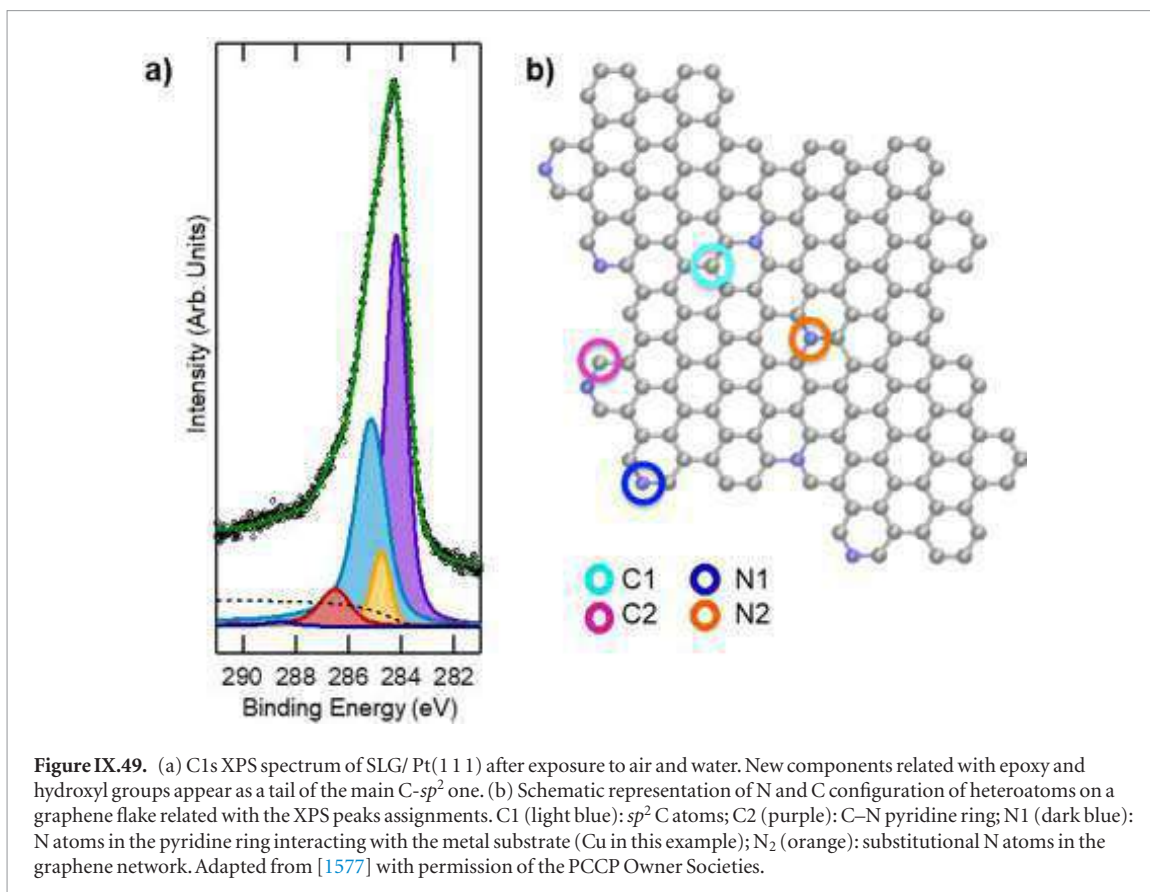 a)
b)
Intensity (Arb. Units)
290 288 286 284 282
Binding Energy (eV)
C1 N1
C2 N2
Figure IX.49. (a) C1s XPS spectrum of SLG/ Pt(1 1 1) after exposure to air and water. New components related with epoxy and
hydroxyl groups appear as a tail of the main C-sp² one. (b) Schematic representation of N and C configuration of heteroatoms on a
graphene flake related with the XPS peaks assignments. C1 (light blue): sp² C atoms; C2 (purple): C–N pyridine ring; N1 (dark blue):
N atoms in the pyridine ring interacting with the metal substrate (Cu in this example); N₂ (orange): substitutional N atoms in the
graphene network. Adapted from [1577] with permission of the PCCP Owner Societies.